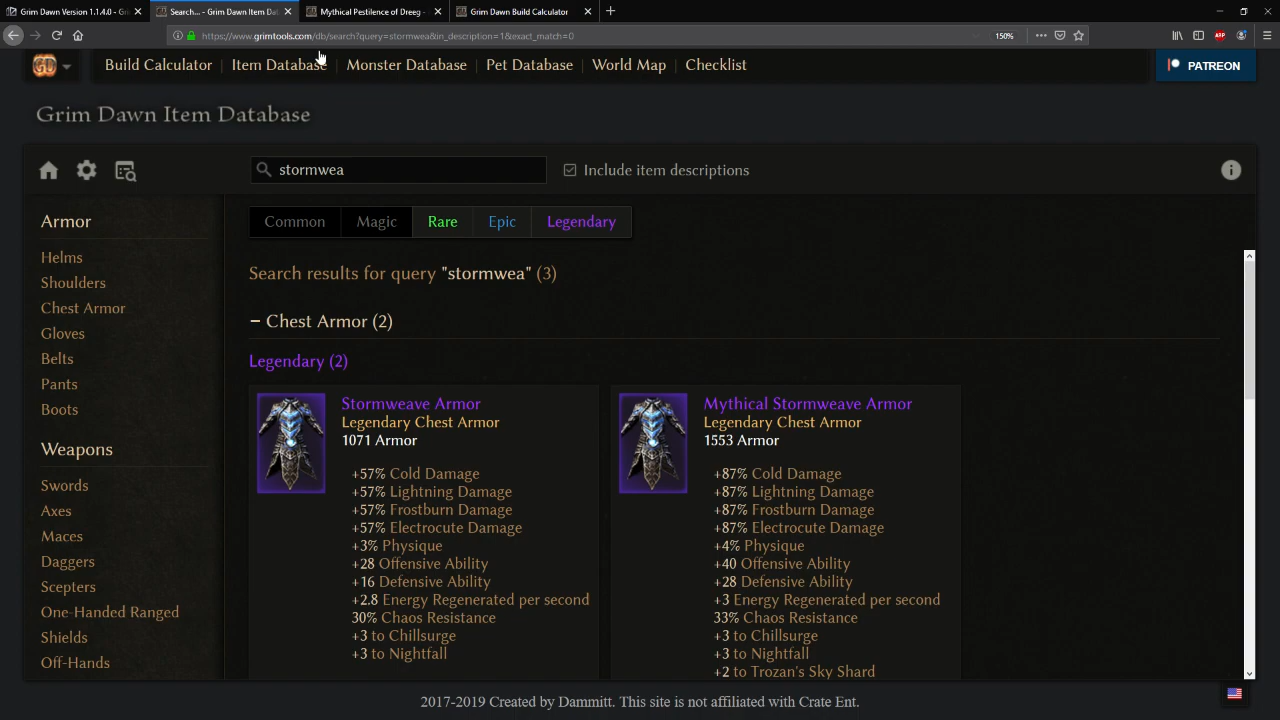 Grim Dawn Version 1.1.4.0 - Gri
Search... - Grim Dawn Item Dat
Mythical Pestilence of Dreeg -
Grim Dawn Build Calculator
https://www.grimtools.com/db/search?query=stormwea&in_description=1&exact_match=0
150%
ABP
GD
Build Calculator
Item Database
Monster Database
Pet Database
World Map
Checklist
PATREON
Grim Dawn Item Database
stormwea
Include item descriptions
Armor
Helms
Shoulders
Chest Armor
Gloves
Belts
Pants
Boots
Weapons
Swords
Axes
Maces
Daggers
Scepters
One-Handed Ranged
Shields
Off-Hands
Common
Magic
Rare
Epic
Legendary
Search results for query "stormwea" (3)
− Chest Armor (2)
Legendary (2)
Stormweave Armor
Legendary Chest Armor
1071 Armor
+57% Cold Damage
+57% Lightning Damage
+57% Frostburn Damage
+57% Electrocute Damage
+3% Physique
+28 Offensive Ability
+16 Defensive Ability
+2.8 Energy Regenerated per second
30% Chaos Resistance
+3 to Chillsurge
+3 to Nightfall
Mythical Stormweave Armor
Legendary Chest Armor
1553 Armor
+87% Cold Damage
+87% Lightning Damage
+87% Frostburn Damage
+87% Electrocute Damage
+4% Physique
+40 Offensive Ability
+28 Defensive Ability
+3 Energy Regenerated per second
33% Chaos Resistance
+3 to Chillsurge
+3 to Nightfall
+2 to Trozan's Sky Shard
2017-2019 Created by Dammitt. This site is not affiliated with Crate Ent.